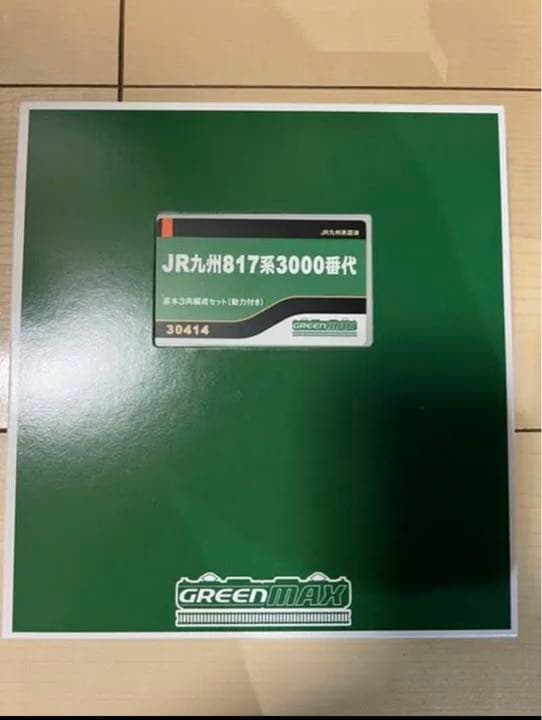 JR九州承認済
JR九州817系3000番代
基本3両編成セット(動力付き)
30414
GREENMAX
GREENMAX